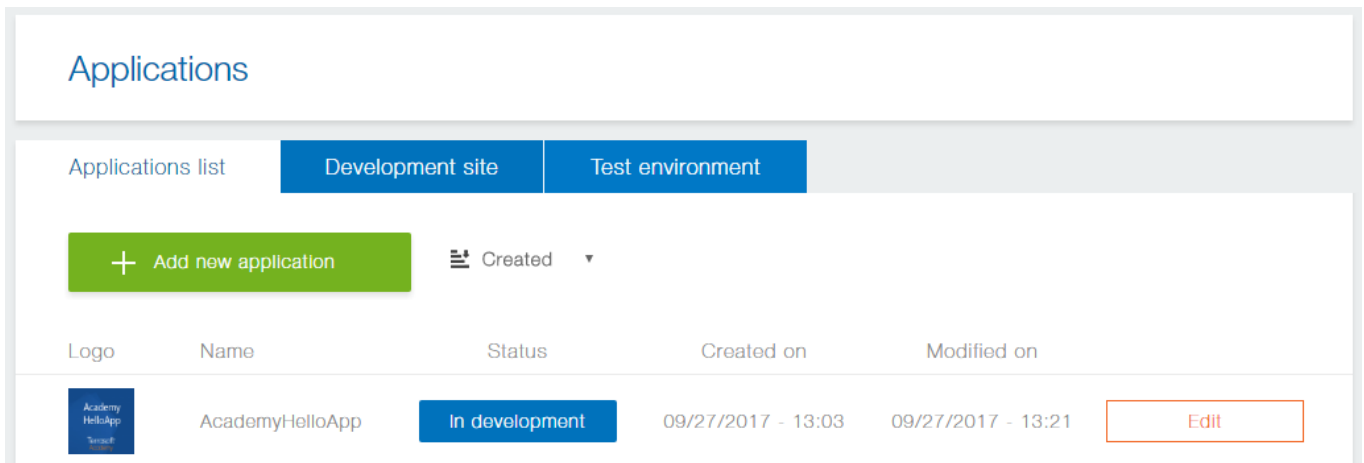 Applications
Applications list Development site Test environment
Add new application Created
Logo Name Status Created on Modified on
Academy
HelloApp
Terrasoft
AcademyHelloApp In development 09/27/2017 - 13:03 09/27/2017 - 13:21 Edit